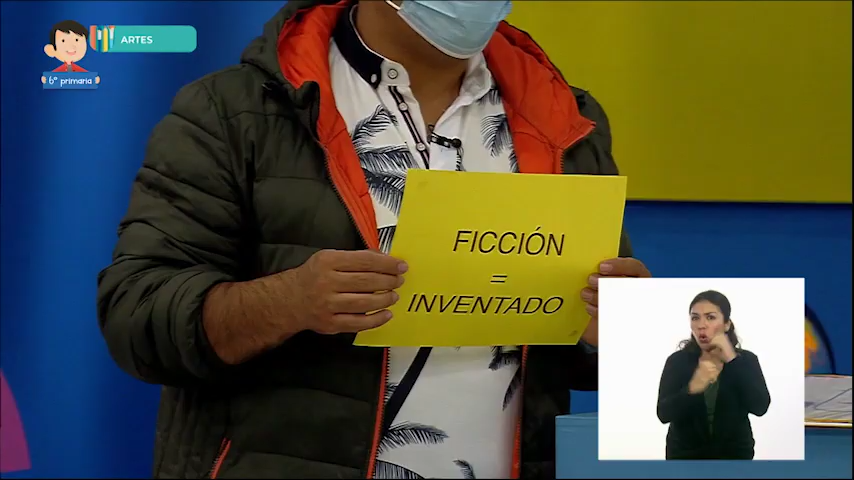 ARTES
6° primaria
FICCIÓN
=
INVENTADO